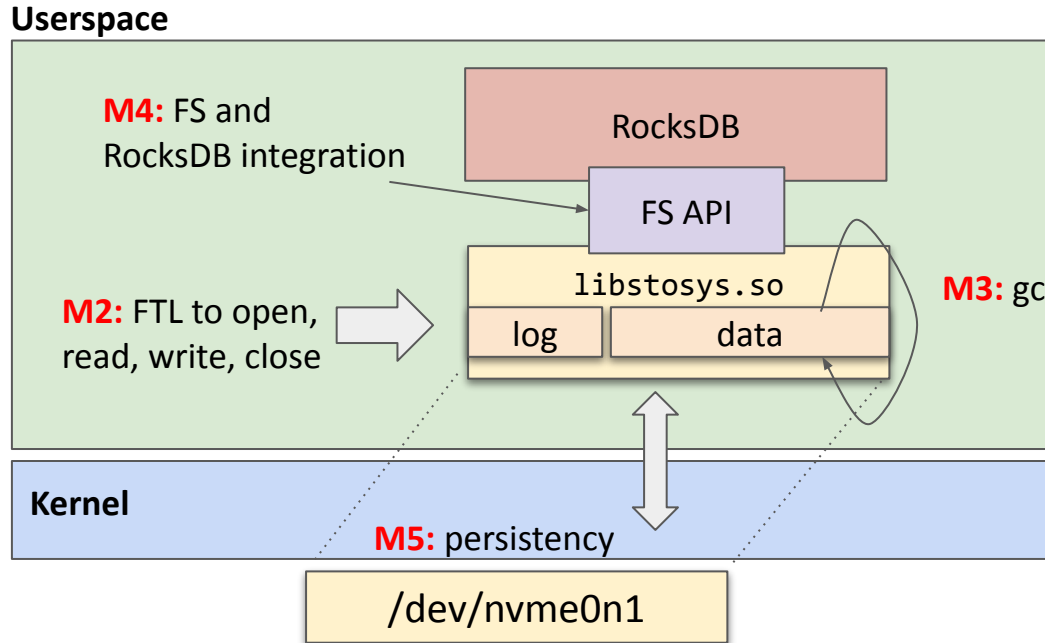 Userspace
M4: FS and
RocksDB integration
RocksDB
FS API
M2: FTL to open,
read, write, close
libstosys.so
log
data
M3: gc
Kernel
M5: persistency
/dev/nvme0n1